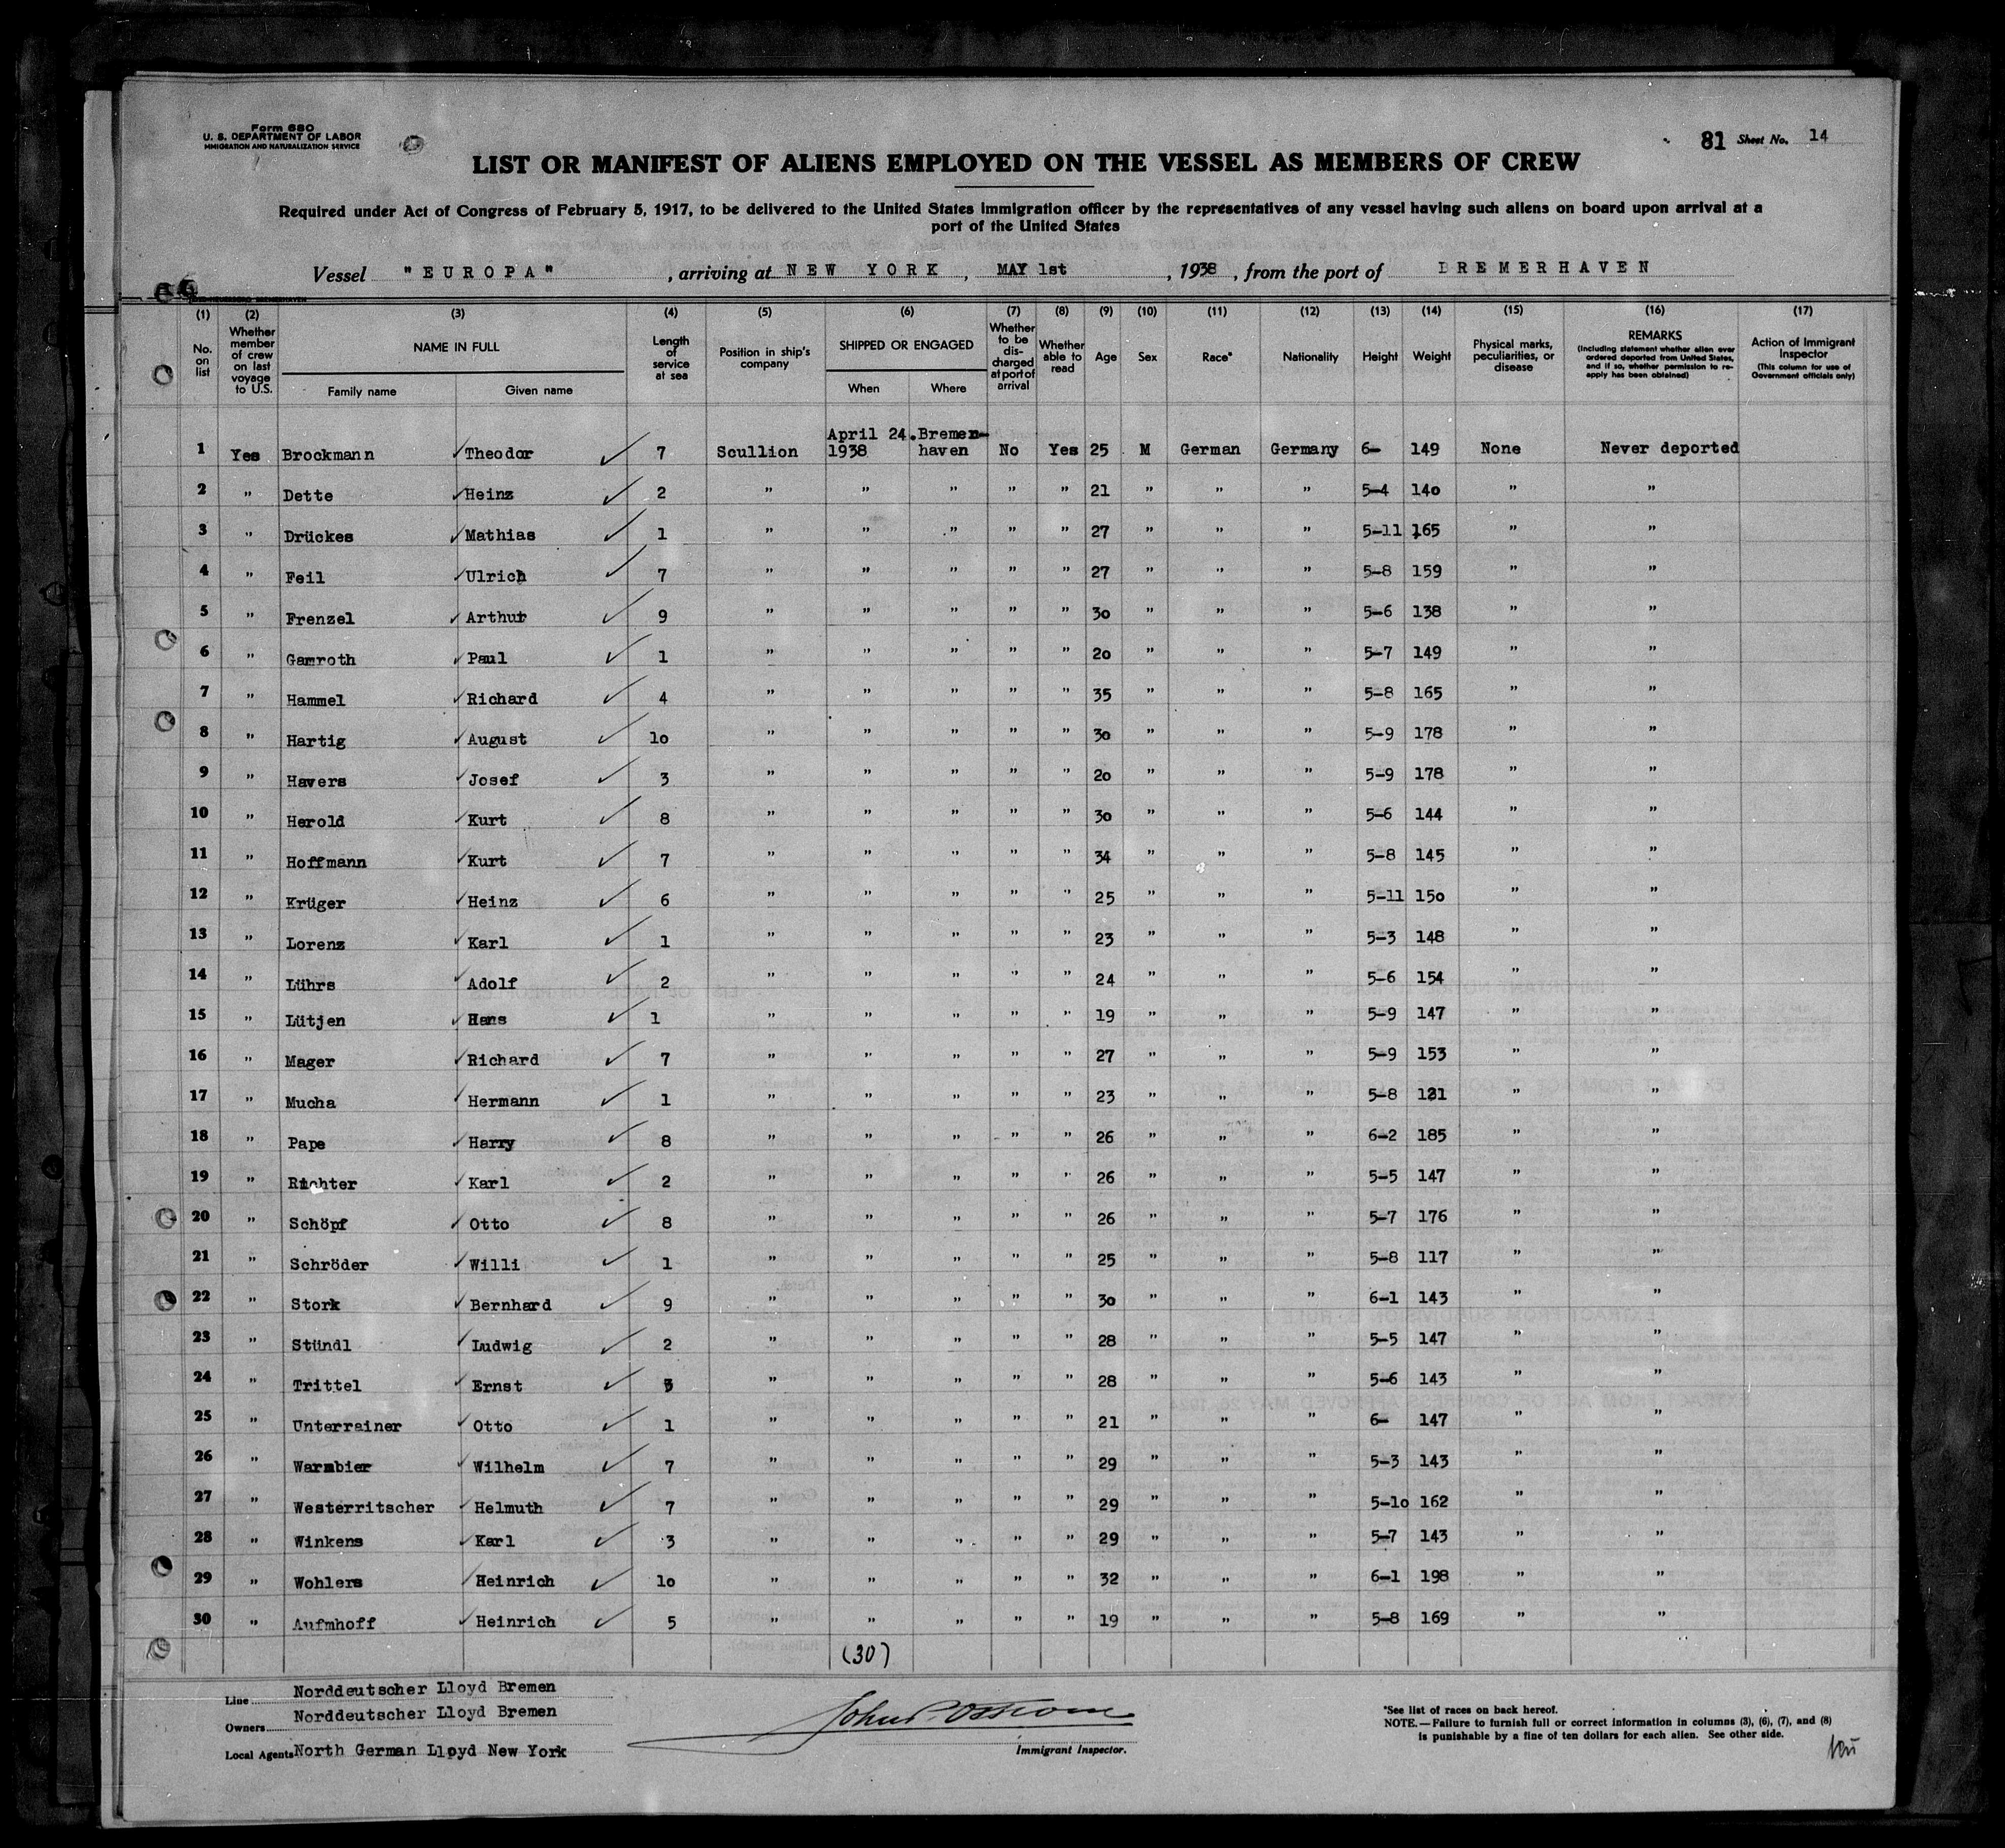 Form 680
U. S. DEPARTMENT OF LABOR
IMMIGRATION AND NATURALIZATION SERVICE
81 Sheet No. 14
LIST OR MANIFEST OF ALIENS EMPLOYED ON THE VESSEL AS MEMBERS OF CREW
Required under Act of Congress of February 5, 1917, to be delivered to the United States immigration officer by the representatives of any vessel having such aliens on board upon arrival at a
port of the United States
Vessel "EUROPA", arriving at NEW YORK, MAY 1st, 1938, from the port of BREMERHAVEN
(1) (2) (3) (4) (5) (6) (7) (8) (9) (10) (11) (12) (13) (14) (15) (16) (17)
No. on list
Whether member of crew on last voyage to U.S.
NAME IN FULL
Family name Given name
Length of service at sea
Position in ship's company
SHIPPED OR ENGAGED
When Where
Whether to be discharged at port of arrival
Whether able to read
Age
Sex
Race*
Nationality
Height
Weight
Physical marks, peculiarities, or disease
REMARKS
(Including statement whether alien ever ordered deported from United States, and if so, whether permission to reapply has been obtained)
Action of Immigrant Inspector
(This column for use of Government officials only)
1 Yes Brockmann ✓ Theodor ✓ 7 Scullion April 24. 1938 Bremen-haven No Yes 25 M German Germany 6- 149 None Never deported
2 " Dette ✓ Heinz ✓ 2 " " " " " 21 " " " 5-4 140 " "
3 " Drückes ✓ Mathias ✓ 1 " " " " " 27 " " " 5-11 165 " "
4 " Feil ✓ Ulrich ✓ 7 " " " " " 27 " " " 5-8 159 " "
5 " Frenzel ✓ Arthur ✓ 9 " " " " " 30 " " " 5-6 138 " "
6 " Gamroth ✓ Paul ✓ 1 " " " " " 20 " " " 5-7 149 " "
7 " Hammel ✓ Richard ✓ 4 " " " " " 35 " " " 5-8 165 " "
8 " Hartig ✓ August ✓ 10 " " " " " 30 " " " 5-9 178 " "
9 " Havers ✓ Josef ✓ 3 " " " " " 20 " " " 5-9 178 " "
10 " Herold ✓ Kurt ✓ 8 " " " " " 30 " " " 5-6 144 " "
11 " Hoffmann ✓ Kurt ✓ 7 " " " " " 34 " " " 5-8 145 " "
12 " Krüger ✓ Heinz ✓ 6 " " " " " 25 " " " 5-11 150 " "
13 " Lorenz ✓ Karl ✓ 1 " " " " " 23 " " " 5-3 148 " "
14 " Lührs ✓ Adolf ✓ 2 " " " " " 24 " " " 5-6 154 " "
15 " Lütjen ✓ Hans ✓ 1 " " " " " 19 " " " 5-9 147 " "
16 " Mager ✓ Richard ✓ 7 " " " " " 27 " " " 5-9 153 " "
17 " Mucha ✓ Hermann ✓ 1 " " " " " 23 " " " 5-8 121 " "
18 " Pape ✓ Harry ✓ 8 " " " " " 26 " " " 6-2 185 " "
19 " Richter ✓ Karl ✓ 2 " " " " " 26 " " " 5-5 147 " "
20 " Schöpf ✓ Otto ✓ 8 " " " " " 26 " " " 5-7 176 " "
21 " Schröder ✓ Willi ✓ 1 " " " " " 25 " " " 5-8 117 " "
22 " Stork ✓ Bernhard ✓ 9 " " " " " 30 " " " 6-1 143 " "
23 " Stündl ✓ Ludwig ✓ 2 " " " " " 28 " " " 5-5 147 " "
24 " Trittel ✓ Ernst ✓ 3 " " " " " 28 " " " 5-6 143 " "
25 " Unterrainer ✓ Otto ✓ 1 " " " " " 21 " " " 6- 147 " "
26 " Warmbier ✓ Wilhelm ✓ 7 " " " " " 29 " " " 5-3 143 " "
27 " Westerritscher ✓ Helmuth ✓ 7 " " " " " 29 " " " 5-10 162 " "
28 " Winkens ✓ Karl ✓ 3 " " " " " 29 " " " 5-7 143 " "
29 " Wohlers ✓ Heinrich ✓ 10 " " " " " 32 " " " 6-1 198 " "
30 " Aufmhoff ✓ Heinrich ✓ 5 " " " " " 19 " " " 5-8 169 " "
(30)
Line Norddeutscher Lloyd Bremen
Owners Norddeutscher Lloyd Bremen
Local Agents North German Lloyd New York
Immigrant Inspector.
*See list of races on back hereof.
NOTE.—Failure to furnish full or correct information in columns (3), (6), (7), and (8)
is punishable by a fine of ten dollars for each alien. See other side.